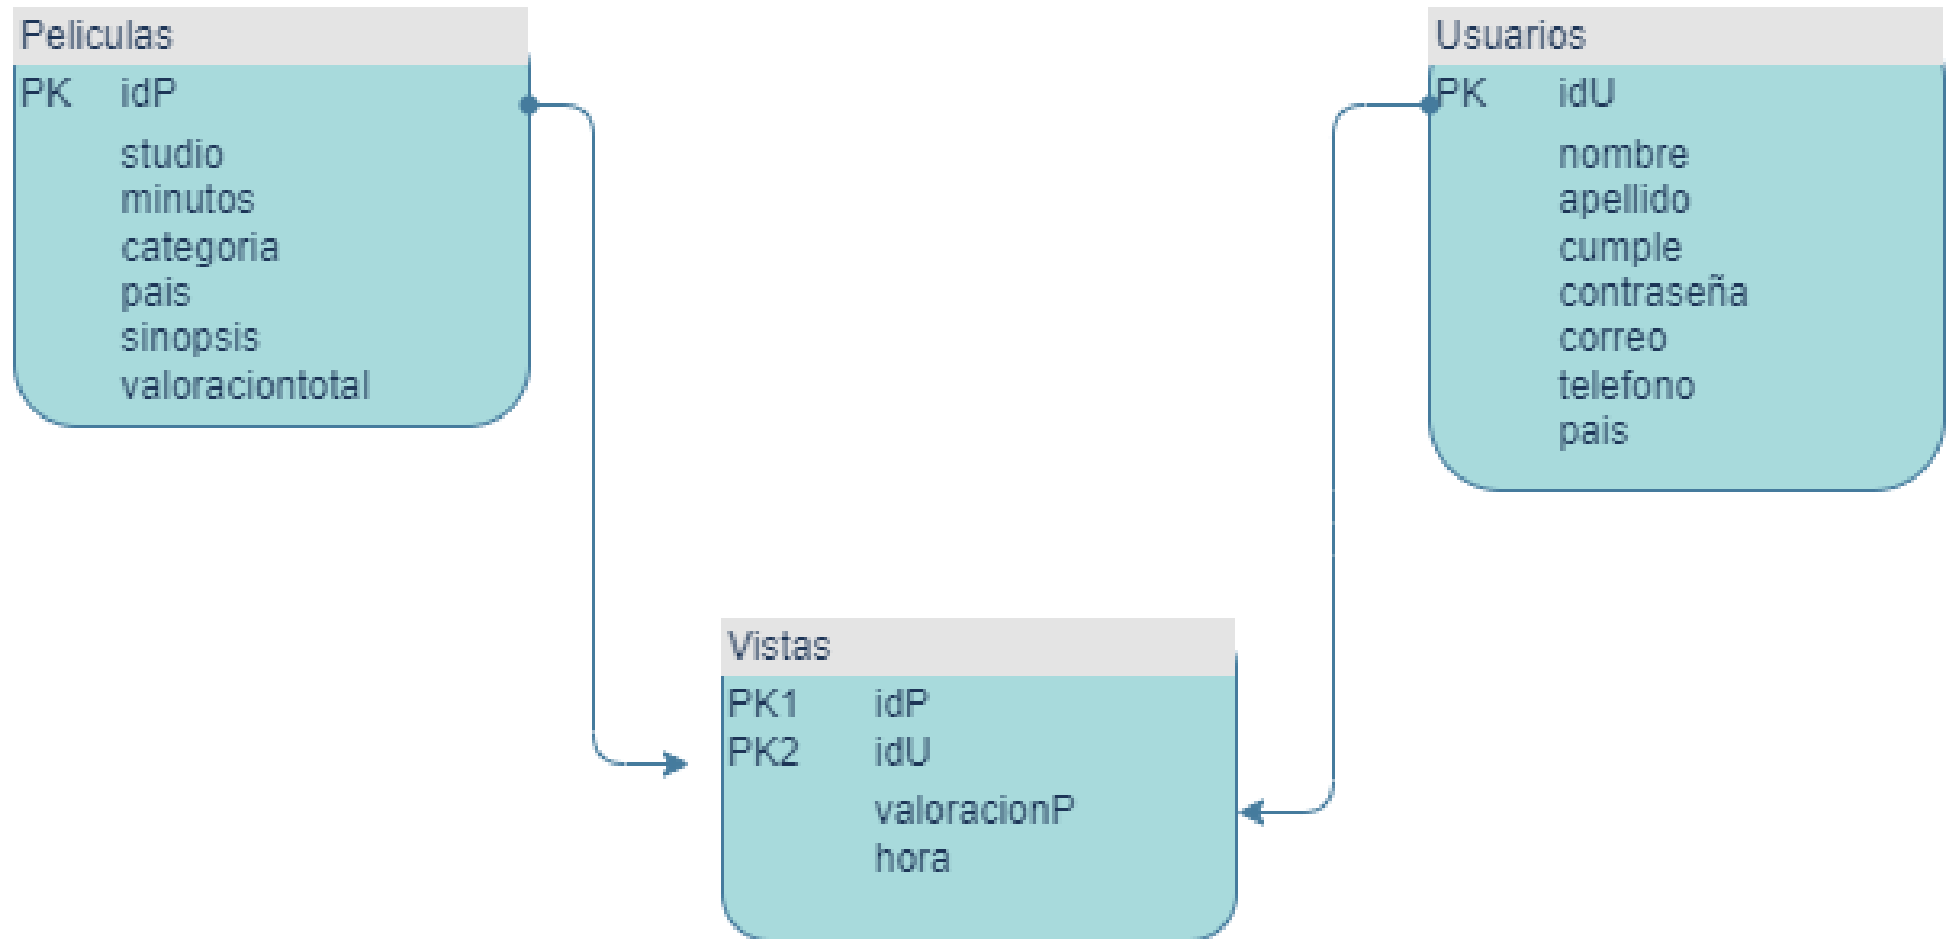 Peliculas
PK idP
studio
minutos
categoria
pais
sinopsis
valoraciontotal
Usuarios
PK idU
nombre
apellido
cumple
contraseña
correo
telefono
pais
Vistas
PK1 idP
PK2 idU
valoracionP
hora